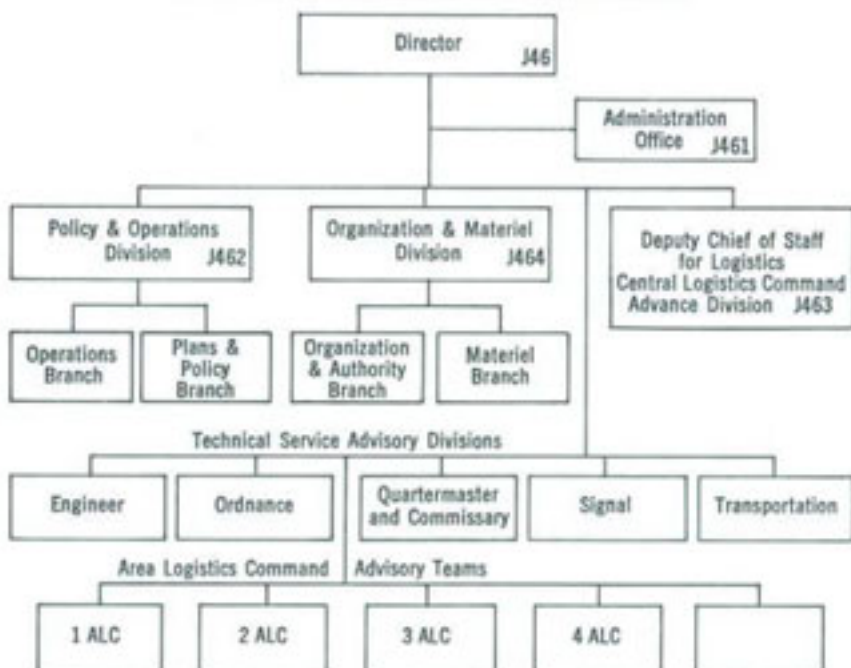 Director
J46
Administration
Office J461
Policy & Operations
Division J462
Organization & Materiel
Division J464
Deputy Chief of Staff
for Logistics
Central Logistics Command
Advance Division J463
Operations
Branch
Plans &
Policy
Branch
Organization
& Authority
Branch
Materiel
Branch
Technical Service Advisory Divisions
Engineer
Ordnance
Quartermaster
and Commissary
Signal
Transportation
Area Logistics Command Advisory Teams
1 ALC
2 ALC
3 ALC
4 ALC